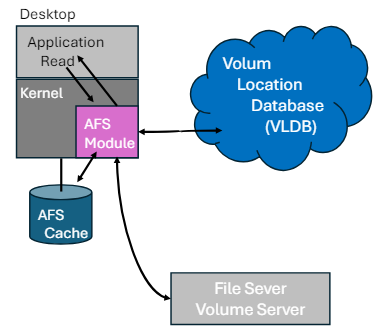 Desktop
Application
Read
Kernel
AFS
Module
Volum
Location
Database
(VLDB)
AFS
Cache
File Sever
Volume Server